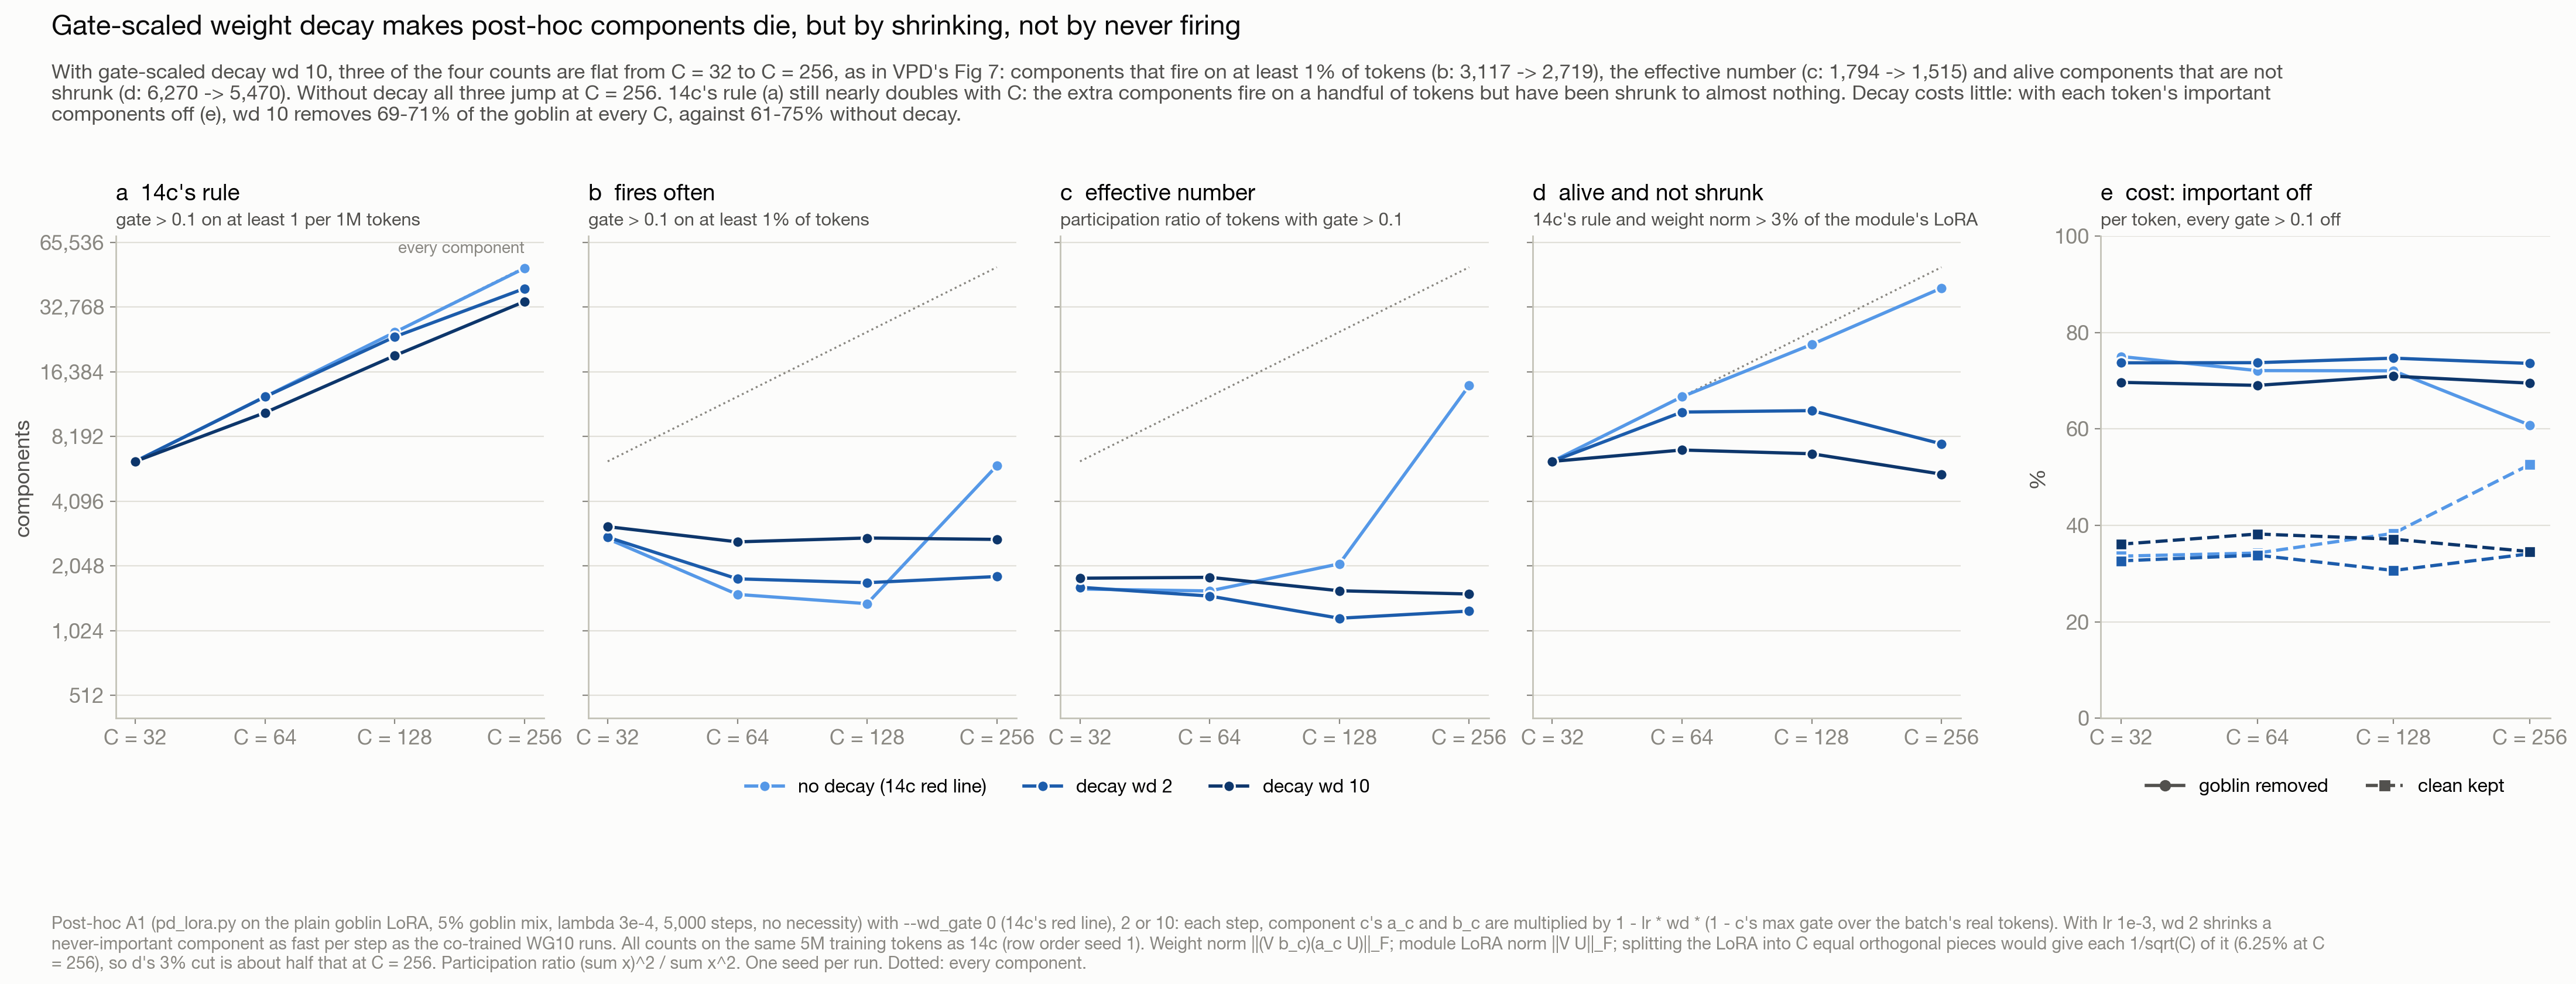 Gate-scaled weight decay makes post-hoc components die, but by shrinking, not by never firing
With gate-scaled decay wd 10, three of the four counts are flat from C = 32 to C = 256, as in VPD's Fig 7: components that fire on at least 1% of tokens (b: 3,117 -> 2,719), the effective number (c: 1,794 -> 1,515) and alive components that are not
shrunk (d: 6,270 -> 5,470). Without decay all three jump at C = 256. 14c's rule (a) still nearly doubles with C: the extra components fire on a handful of tokens but have been shrunk to almost nothing. Decay costs little: with each token's important
components off (e), wd 10 removes 69-71% of the goblin at every C, against 61-75% without decay.
a 14c's rule
gate > 0.1 on at least 1 per 1M tokens
every component
65,536
32,768
16,384
8,192
4,096
2,048
1,024
512
components
C = 32
C = 64
C = 128
C = 256
b fires often
gate > 0.1 on at least 1% of tokens
C = 32
C = 64
C = 128
C = 256
c effective number
participation ratio of tokens with gate > 0.1
C = 32
C = 64
C = 128
C = 256
d alive and not shrunk
14c's rule and weight norm > 3% of the module's LoRA
C = 32
C = 64
C = 128
C = 256
e cost: important off
per token, every gate > 0.1 off
100
80
60
40
20
0
%
C = 32
C = 64
C = 128
C = 256
no decay (14c red line)
decay wd 2
decay wd 10
goblin removed
clean kept
Post-hoc A1 (pd_lora.py on the plain goblin LoRA, 5% goblin mix, lambda 3e-4, 5,000 steps, no necessity) with --wd_gate 0 (14c's red line), 2 or 10: each step, component c's a_c and b_c are multiplied by 1 - lr * wd * (1 - c's max gate over the batch's real tokens). With lr 1e-3, wd 2 shrinks a
never-important component as fast per step as the co-trained WG10 runs. All counts on the same 5M training tokens as 14c (row order seed 1). Weight norm ||(V b_c)(a_c U)||_F; module LoRA norm ||V U||_F; splitting the LoRA into C equal orthogonal pieces would give each 1/sqrt(C) of it (6.25% at C
= 256), so d's 3% cut is about half that at C = 256. Participation ratio (sum x)^2 / sum x^2. One seed per run. Dotted: every component.